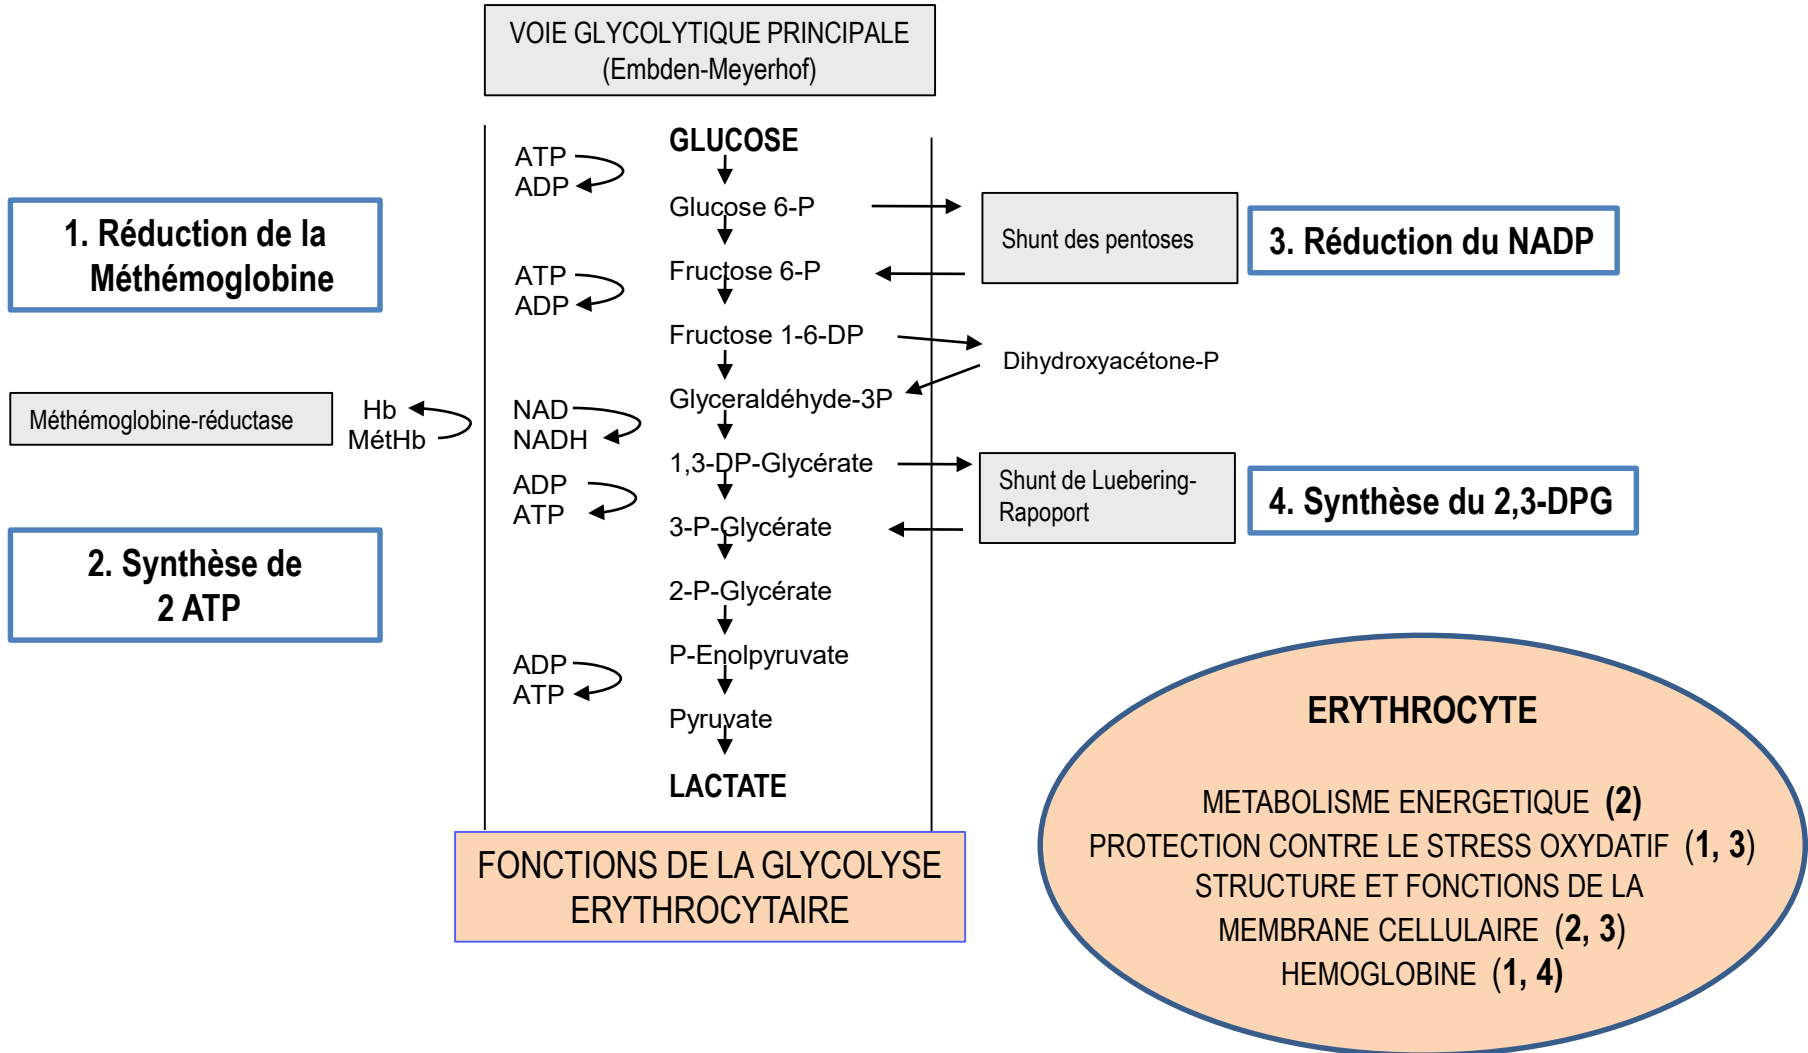 VOIE GLYCOLYTIQUE PRINCIPALE
(Embden-Meyerhof)
GLUCOSE
ATP
ADP
Glucose 6-P
Shunt des pentoses
1. Réduction de la
Méthémoglobine
3. Réduction du NADP
ATP
ADP
Fructose 6-P
Fructose 1-6-DP
Dihydroxyacétone-P
Glyceraldéhyde-3P
Méthémoglobine-réductase
Hb
MétHb
NAD
NADH
1,3-DP-Glycérate
Shunt de Luebering-
Rapoport
4. Synthèse du 2,3-DPG
ADP
ATP
3-P-Glycérate
2. Synthèse de
2 ATP
2-P-Glycérate
P-Enolpyruvate
ADP
ATP
Pyruvate
LACTATE
FONCTIONS DE LA GLYCOLYSE
ERYTHROCYTAIRE
ERYTHROCYTE
METABOLISME ENERGETIQUE (2)
PROTECTION CONTRE LE STRESS OXYDATIF (1, 3)
STRUCTURE ET FONCTIONS DE LA
MEMBRANE CELLULAIRE (2, 3)
HEMOGLOBINE (1, 4)